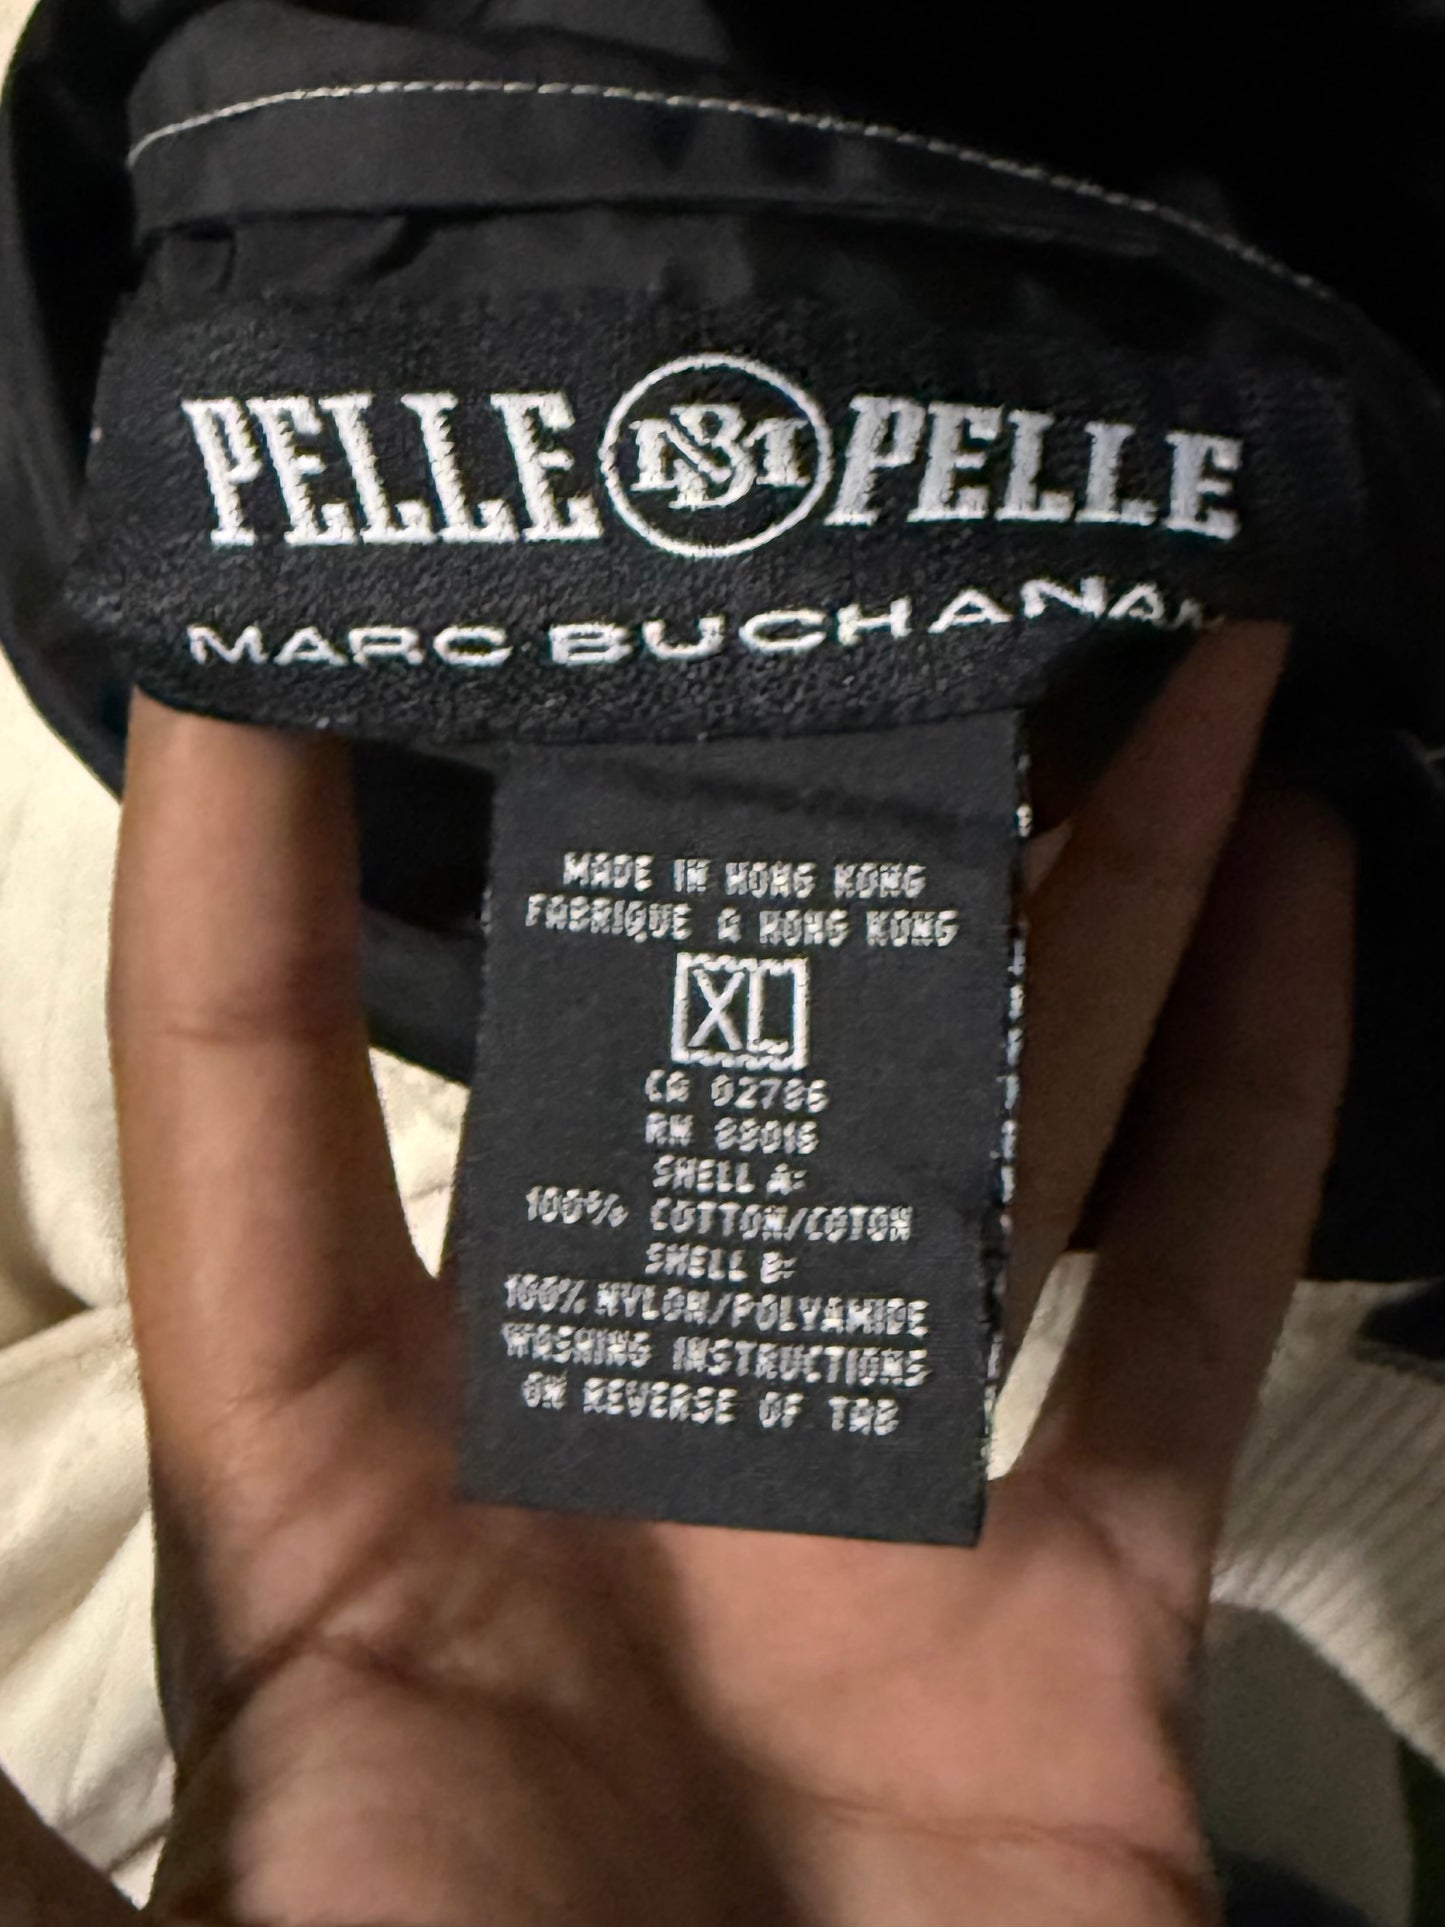 PELLE MB PELLE
MARC BUCHANAN
MADE IN HONG KONG
FABRIQUE A HONG KONG
XL
CA 02786
RN 88016
SHELL A:
100% COTTON/COTON
SHELL B:
100% NYLON/POLYAMIDE
WASHING INSTRUCTIONS
ON REVERSE OF TAB